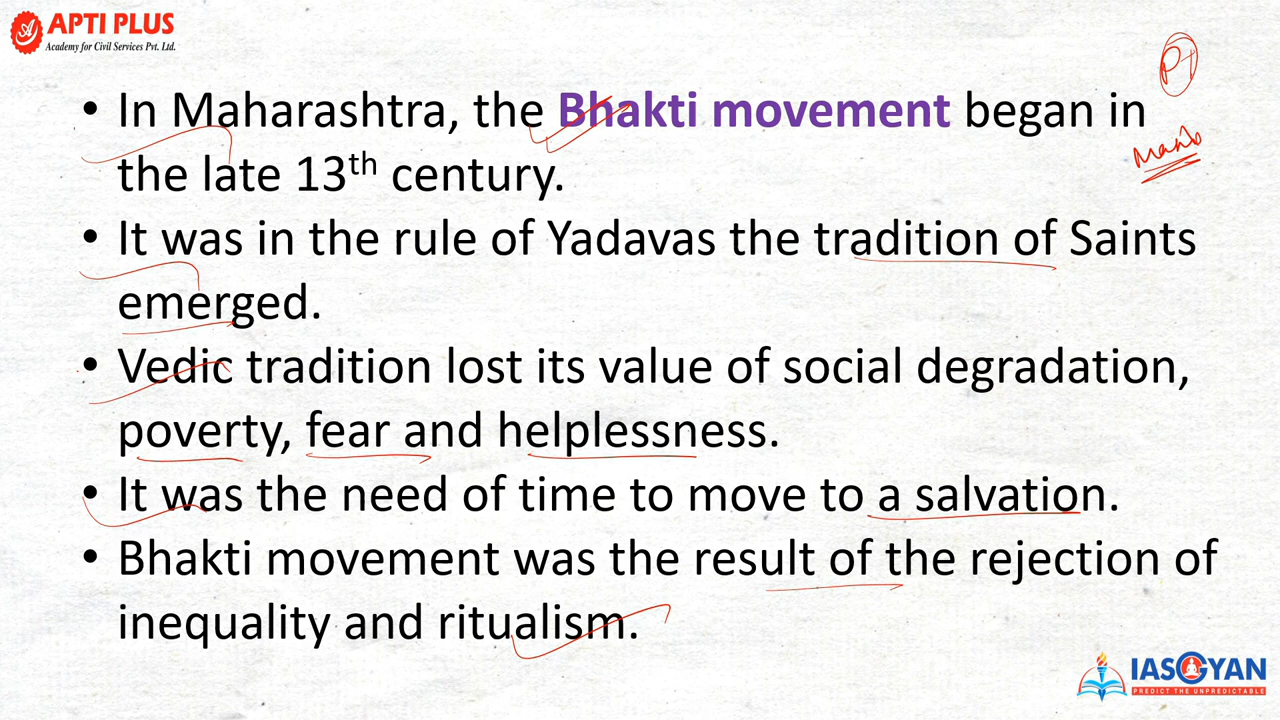 APTI PLUS
Academy for Civil Services Pvt. Ltd.
Pt
• In Maharashtra, the Bhakti movement began in
the late 13th century.
• It was in the rule of Yadavas the tradition of Saints
emerged.
• Vedic tradition lost its value of social degradation,
poverty, fear and helplessness.
• It was the need of time to move to a salvation.
• Bhakti movement was the result of the rejection of
inequality and ritualism.
IASGYAN
PREDICT THE UNPREDICTABLE